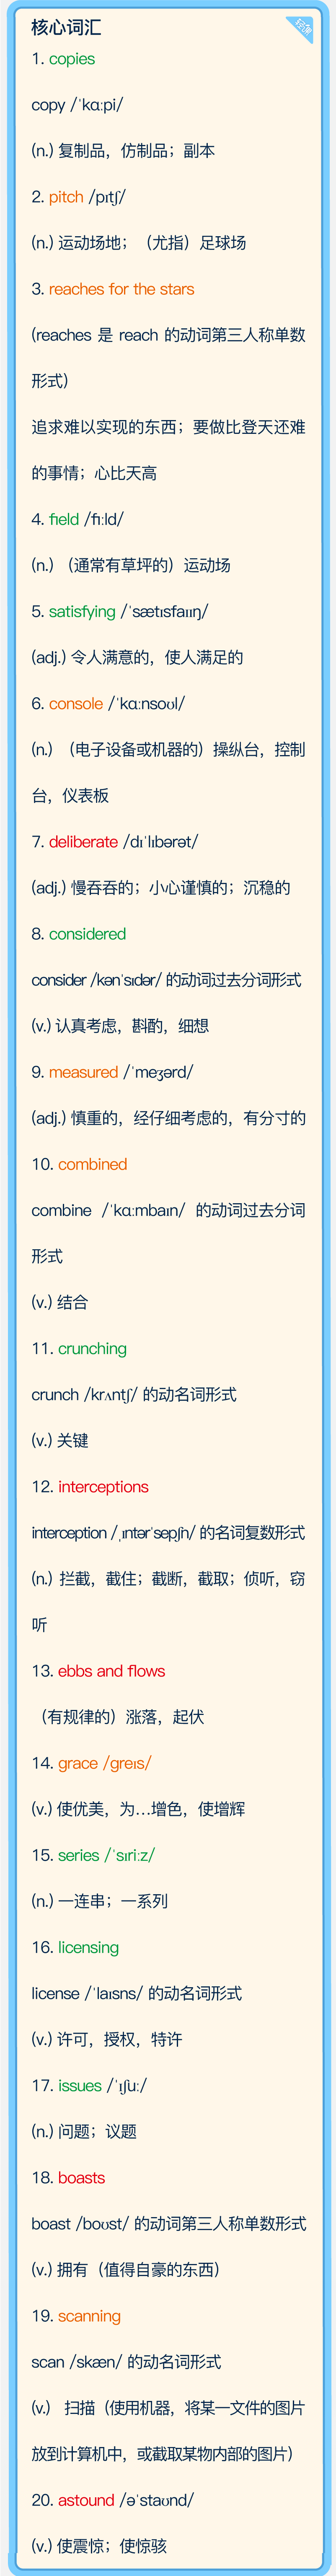 核心词汇
轻兔
1. copies
copy /ˈkɑːpi/
(n.) 复制品，仿制品；副本
2. pitch /pɪtʃ/
(n.) 运动场地；（尤指）足球场
3. reaches for the stars
(reaches 是 reach 的动词第三人称单数
形式)
追求难以实现的东西；要做比登天还难
的事情；心比天高
4. field /fiːld/
(n.) （通常有草坪的）运动场
5. satisfying /ˈsætɪsfaɪɪŋ/
(adj.) 令人满意的，使人满足的
6. console /ˈkɑːnsoʊl/
(n.) （电子设备或机器的）操纵台，控制
台，仪表板
7. deliberate /dɪˈlɪbərət/
(adj.) 慢吞吞的；小心谨慎的；沉稳的
8. considered
consider /kənˈsɪdər/ 的动词过去分词形式
(v.) 认真考虑，斟酌，细想
9. measured /ˈmeʒərd/
(adj.) 慎重的，经仔细考虑的，有分寸的
10. combined
combine /ˈkɑːmbaɪn/ 的动词过去分词
形式
(v.) 结合
11. crunching
crunch /krʌntʃ/ 的动名词形式
(v.) 关键
12. interceptions
interception /ˌɪntərˈsepʃn/ 的名词复数形式
(n.) 拦截，截住；截断，截取；侦听，窃
听
13. ebbs and flows
（有规律的）涨落，起伏
14. grace /greɪs/
(v.) 使优美，为…增色，使增辉
15. series /ˈsɪriːz/
(n.) 一连串；一系列
16. licensing
license /ˈlaɪsns/ 的动名词形式
(v.) 许可，授权，特许
17. issues /ˈɪʃuː/
(n.) 问题；议题
18. boasts
boast /boʊst/ 的动词第三人称单数形式
(v.) 拥有（值得自豪的东西）
19. scanning
scan /skæn/ 的动名词形式
(v.) 扫描（使用机器，将某一文件的图片
放到计算机中，或截取某物内部的图片）
20. astound /əˈstaʊnd/
(v.) 使震惊；使惊骇